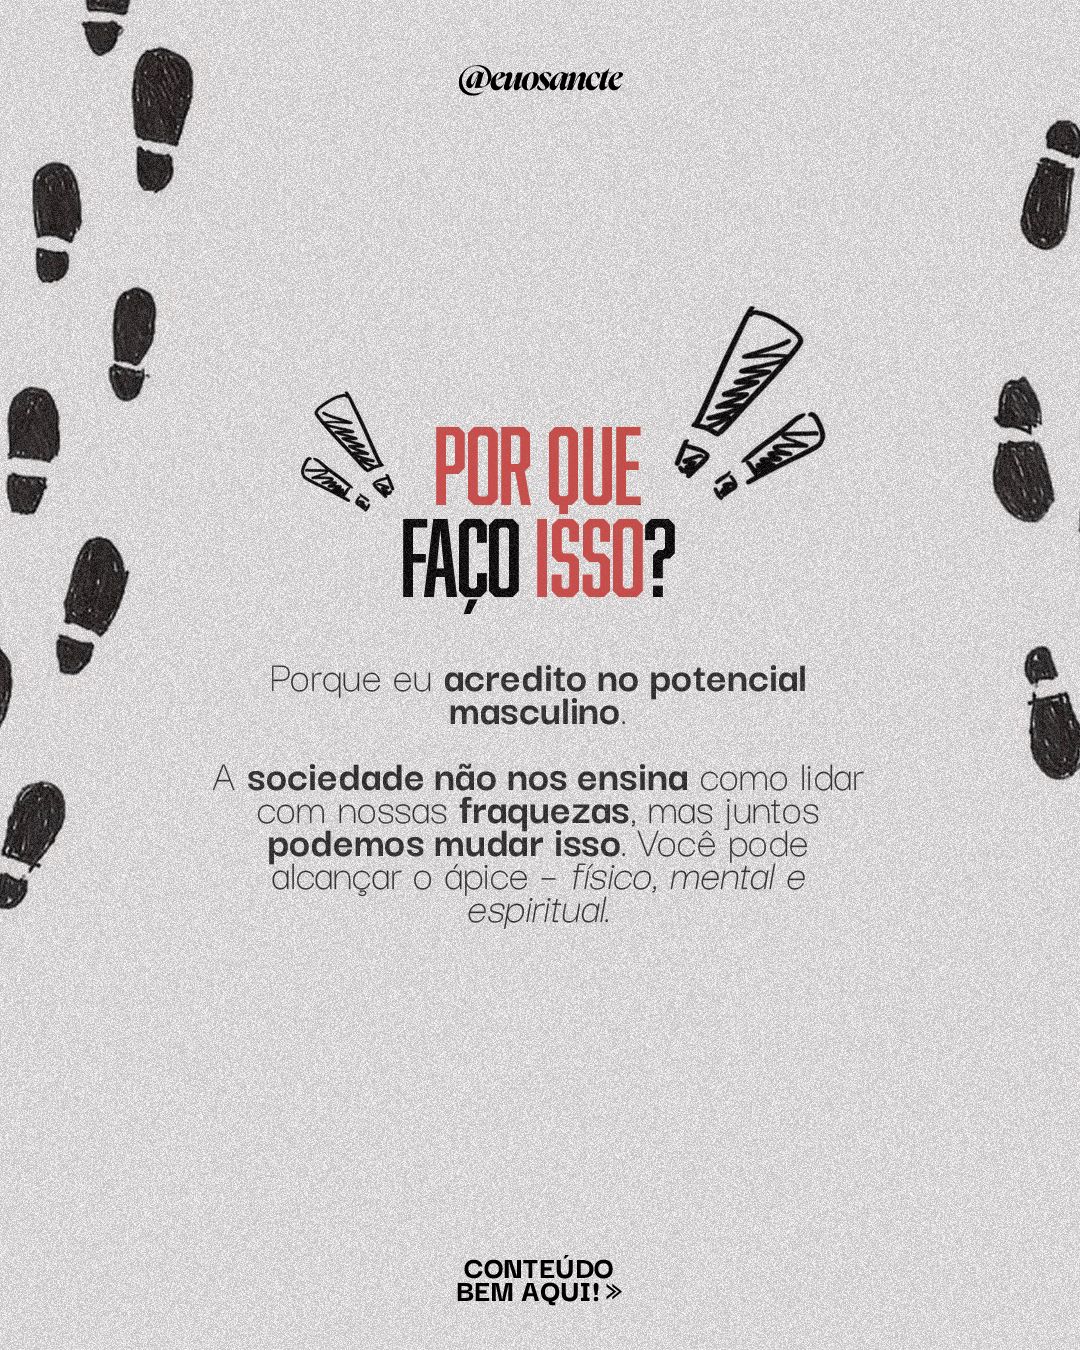 @euosancte
POR QUE
FAÇO ISSO?
Porque eu acredito no potencial
masculino.
A sociedade não nos ensina como lidar
com nossas fraquezas, mas juntos
podemos mudar isso. Você pode
alcançar o ápice – físico, mental e
espiritual.
CONTEÚDO
BEM AQUI! »